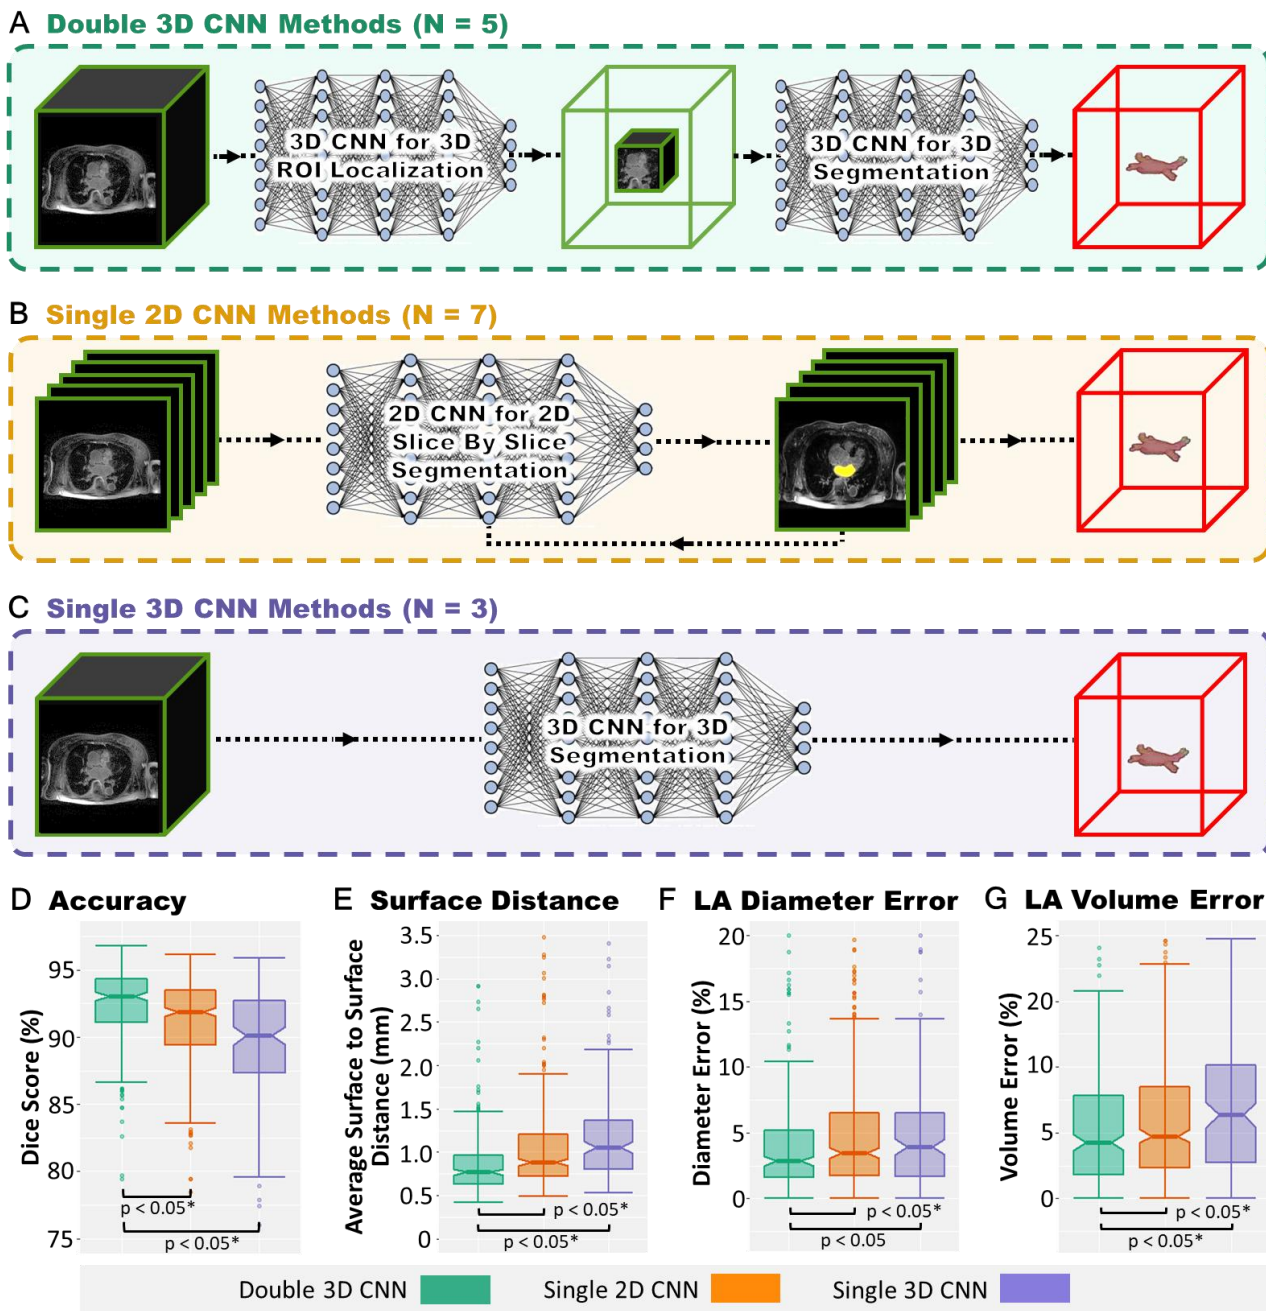 A Double 3D CNN Methods (N = 5)
3D CNN for 3D
ROI Localization
3D CNN for 3D
Segmentation
B Single 2D CNN Methods (N = 7)
2D CNN for 2D
Slice By Slice
Segmentation
C Single 3D CNN Methods (N = 3)
3D CNN for 3D
Segmentation
D Accuracy
Dice Score (%)
95
90
85
80
75
p < 0.05*
p < 0.05*
E Surface Distance
Average Surface to Surface
Distance (mm)
3.5
3.0
2.5
2.0
1.5
1.0
0.5
0
p < 0.05*
p < 0.05*
F LA Diameter Error
Diameter Error (%)
20
15
10
5
0
p < 0.05*
p < 0.05
G LA Volume Error
Volume Error (%)
25
20
10
5
0
p < 0.05*
p < 0.05*
Double 3D CNN
Single 2D CNN
Single 3D CNN